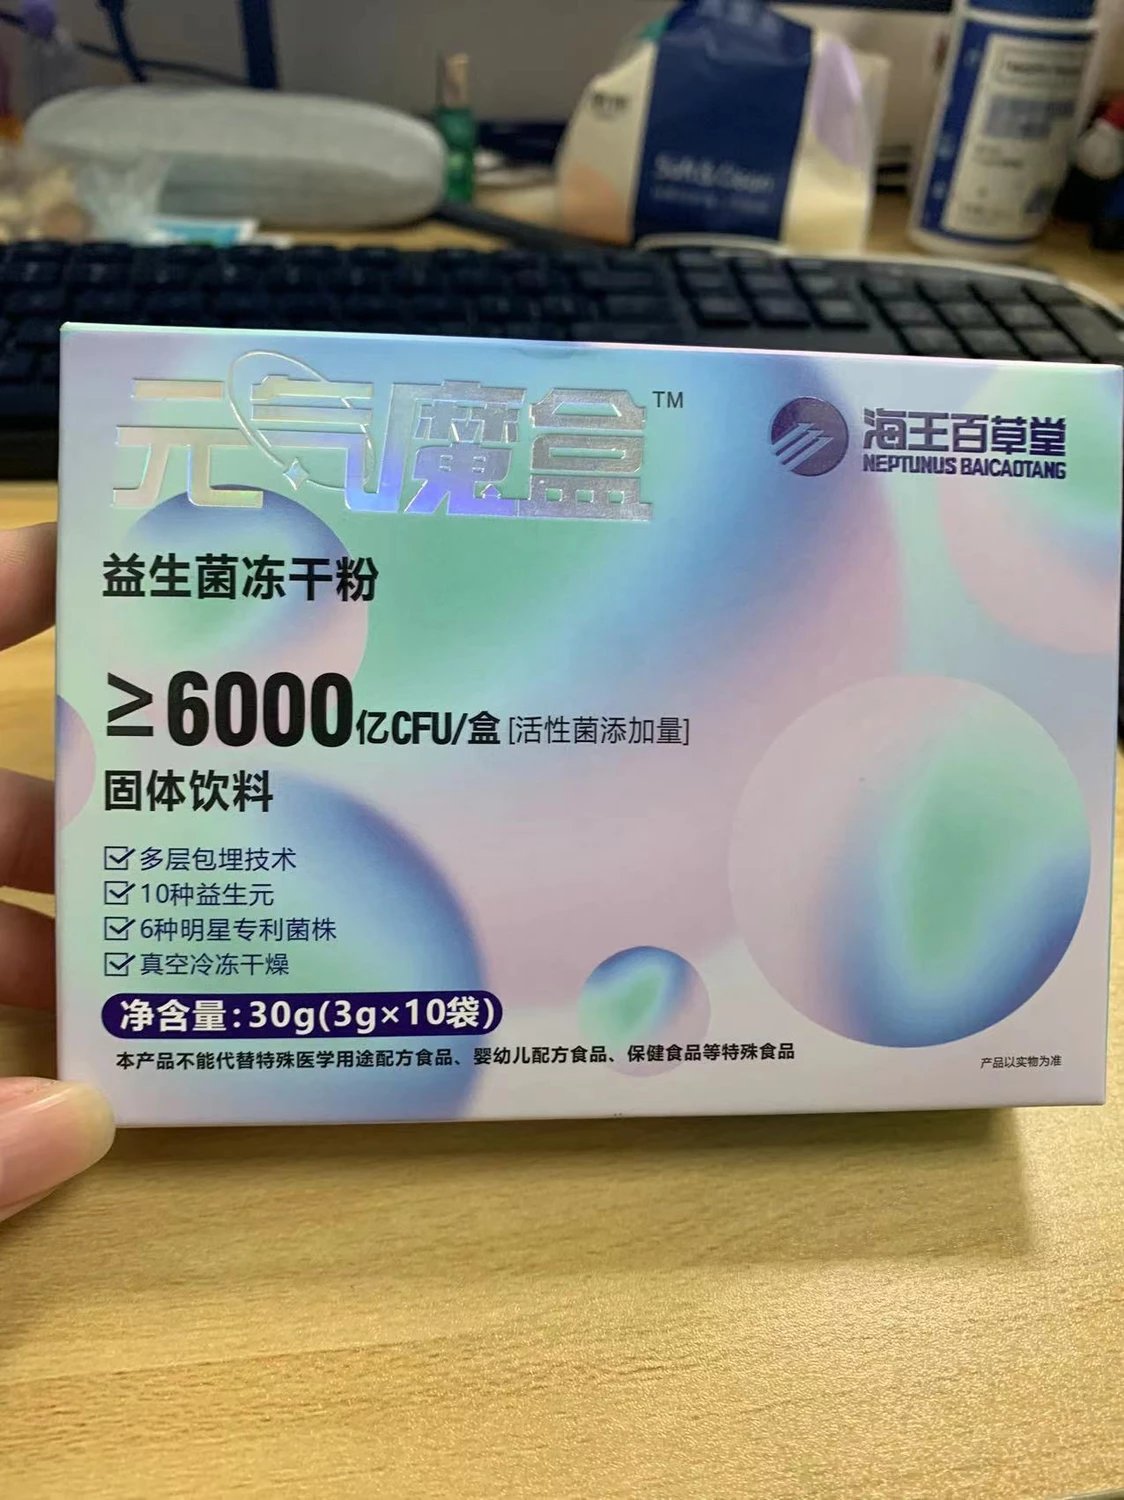 Soft & Clean
元气魔盒™
海王百草堂
NEPTUNUS BAICAOTANG
益生菌冻干粉
≥6000亿CFU/盒[活性菌添加量]
固体饮料
多层包埋技术
10种益生元
6种明星专利菌株
真空冷冻干燥
净含量:30g(3g×10袋)
本产品不能代替特殊医学用途配方食品、婴幼儿配方食品、保健食品等特殊食品
产品以实物为准